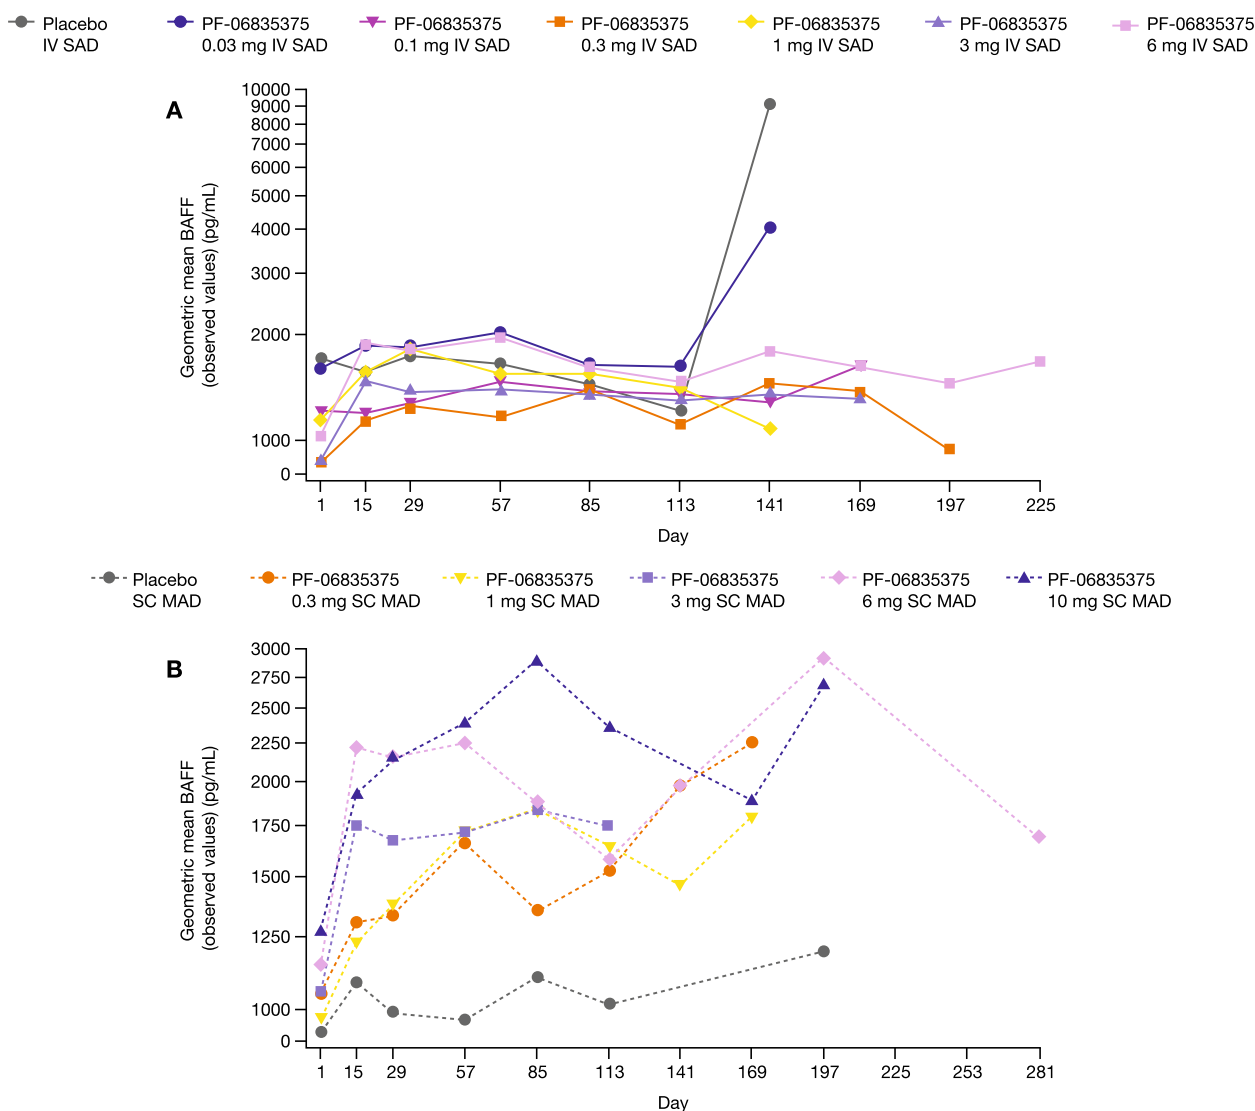 Placebo
IV SAD
PF-06835375
0.03 mg IV SAD
PF-06835375
0.1 mg IV SAD
PF-06835375
0.3 mg IV SAD
PF-06835375
1 mg IV SAD
PF-06835375
3 mg IV SAD
PF-06835375
6 mg IV SAD
A
Geometric mean BAFF
(observed values) (pg/mL)
10000
9000
8000
7000
6000
5000
4000
3000
2000
1000
0
1 15 29 57 85 113 141 169 197 225
Day
Placebo
SC MAD
PF-06835375
0.3 mg SC MAD
PF-06835375
1 mg SC MAD
PF-06835375
3 mg SC MAD
PF-06835375
6 mg SC MAD
PF-06835375
10 mg SC MAD
B
Geometric mean BAFF
(observed values) (pg/mL)
3000
2750
2500
2250
2000
1750
1500
1250
1000
0
1 15 29 57 85 113 141 169 197 225 253 281
Day